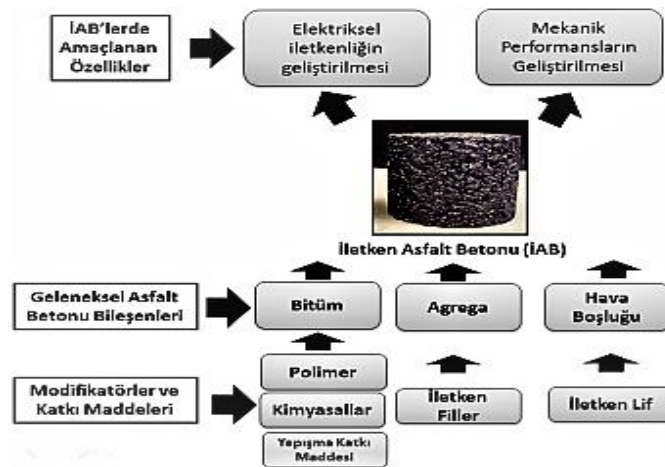 İAB'lerde
Amaçlanan
Özellikler
Elektriksel
iletkenliğin
geliştirilmesi
Mekanik
Performansların
Geliştirilmesi
İletken Asfalt Betonu (İAB)
Geleneksel Asfalt
Betonu Bileşenleri
Bitüm
Agrega
Hava
Boşluğu
Modifikatörler ve
Katkı Maddeleri
Polimer
Kimyasallar
Yapışma Katkı
Maddesi
İletken
Filler
İletken Lif